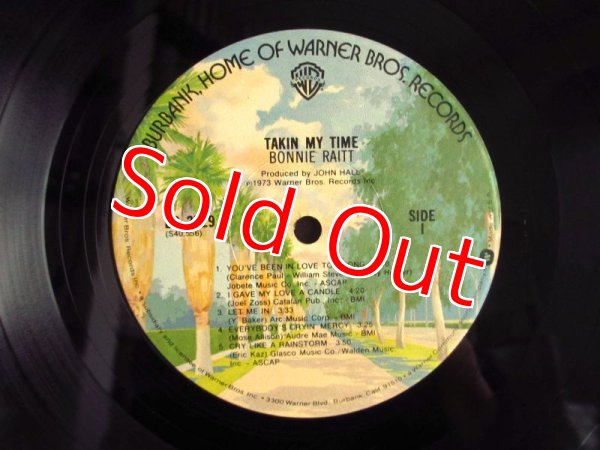 BURBANK, HOME OF WARNER BROS. RECORDS
TAKIN MY TIME
BONNIE RAITT
Produced by JOHN HALL
℗1973 Warner Bros. Records Inc.
Sold Out
(S40,556)
SIDE
1
1. YOU'VE BEEN IN LOVE
(Clarence Paul - William
Jobete Music Co. Inc. - ASCAP
2. I GAVE MY LOVE A CANDLE 4:20
(Joel Zoss) Catalan Pub., Inc. - BMI
3. LET ME IN 3:33
(Y. Baker) Arc Music Corp. - BMI
4. EVERYBODY'S CRYIN' MERCY 3:25
(Mose Allison) Audre Mae Music - BMI
5. CRY LIKE A RAINSTORM 3:50
(Eric Kaz) Glasco Music Co./Walden Music,
Inc. - ASCAP
Warner Bros. Inc. • 3300 Warner Blvd., Burbank, Calif. 91510 •